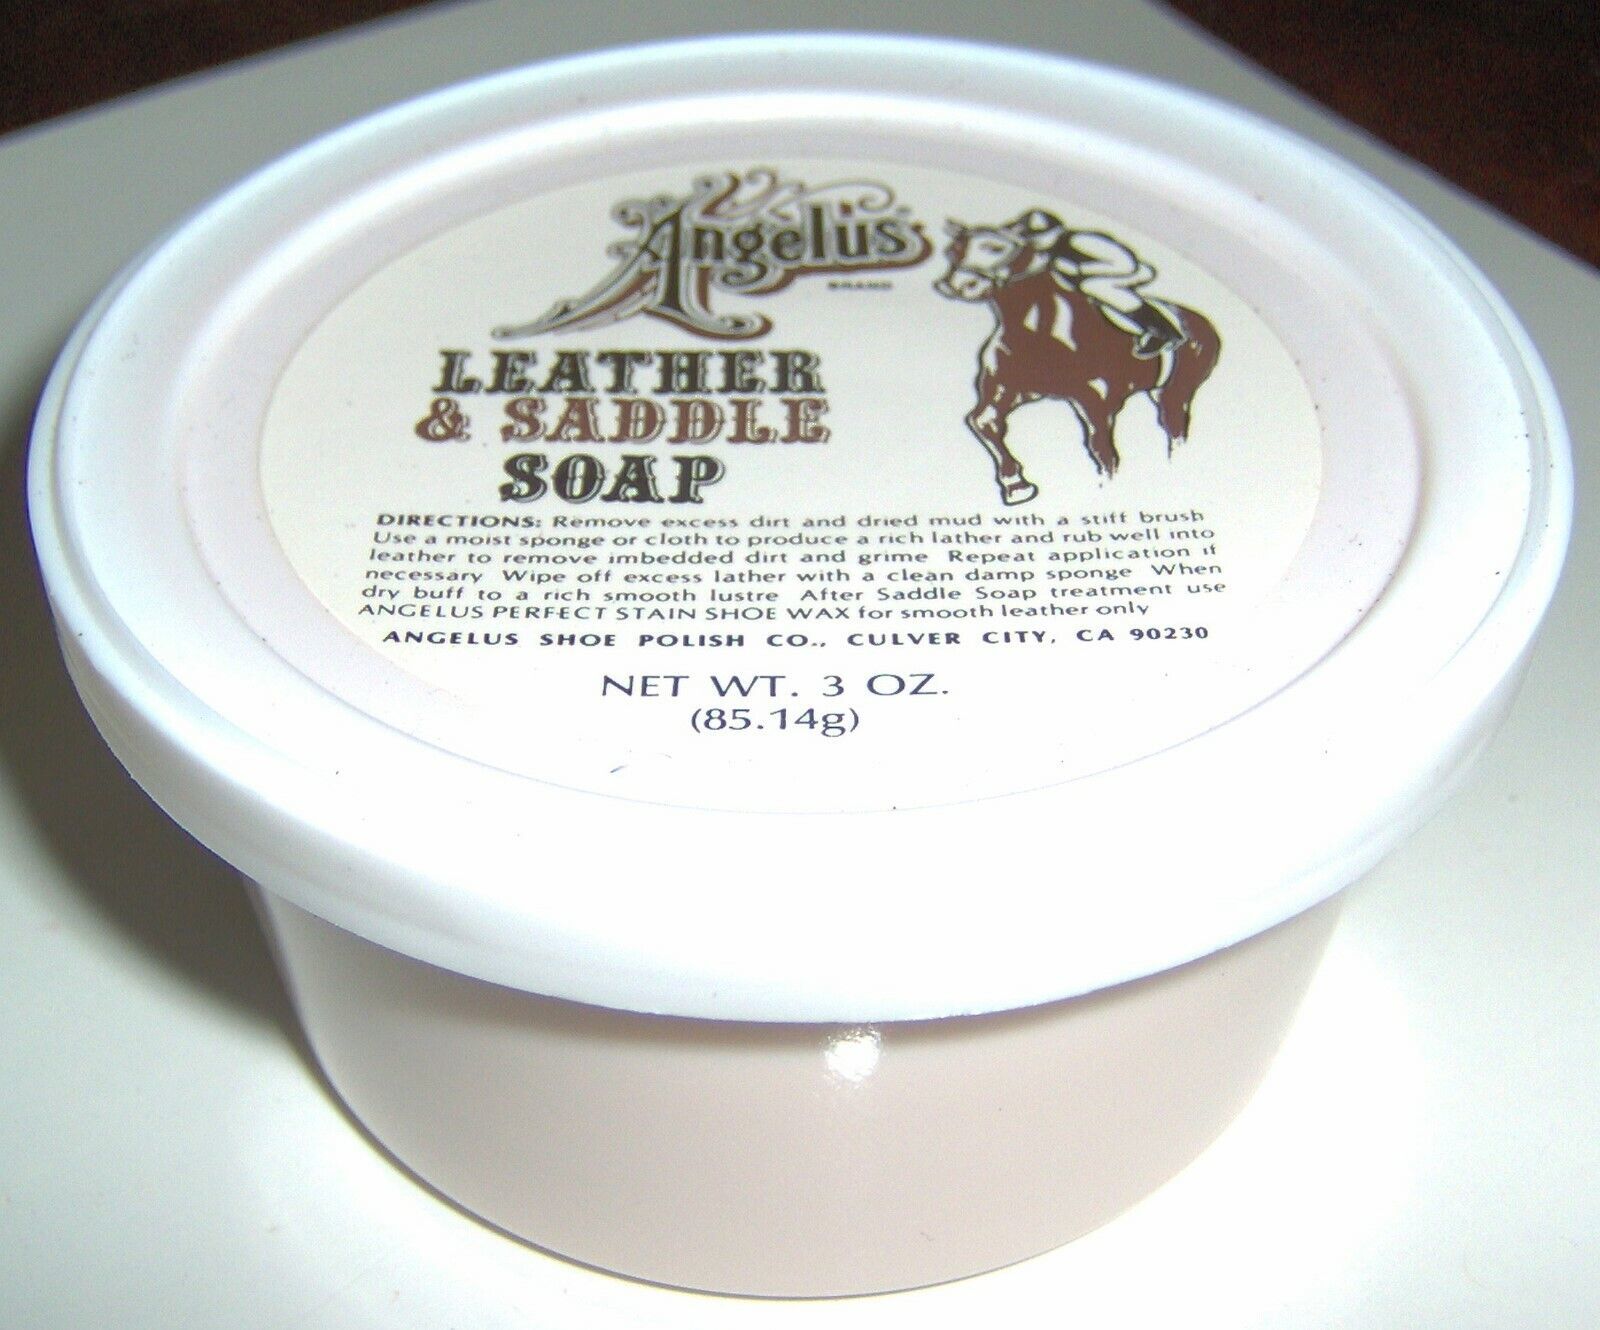 Angelus
BRAND
LEATHER
& SADDLE
SOAP
DIRECTIONS: Remove excess dirt and dried mud with a stiff brush
Use a moist sponge or cloth to produce a rich lather and rub well into
leather to remove imbedded dirt and grime Repeat application if
necessary Wipe off excess lather with a clean damp sponge When
dry buff to a rich smooth lustre After Saddle Soap treatment use
ANGELUS PERFECT STAIN SHOE WAX for smooth leather only
ANGELUS SHOE POLISH CO., CULVER CITY, CA 90230
NET WT. 3 OZ.
(85.14g)